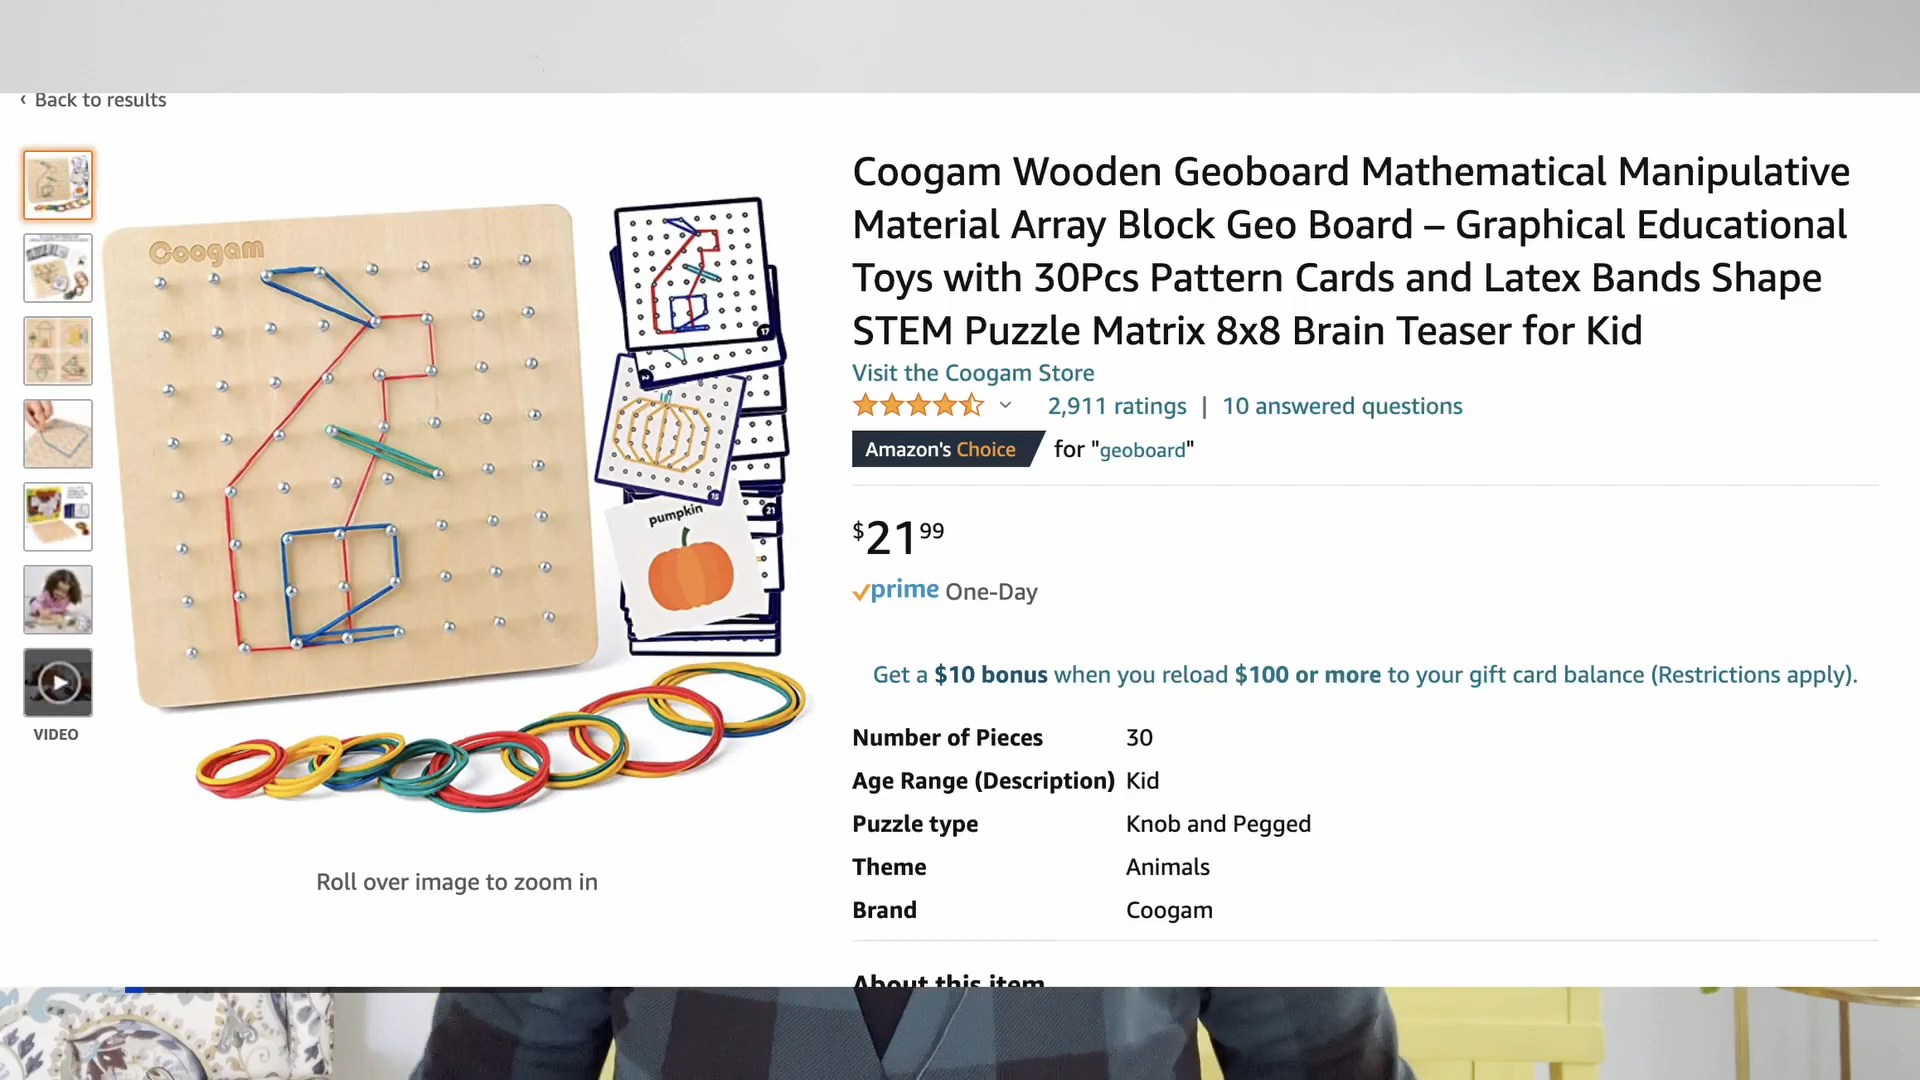 ‹ Back to results
Coogam
17
2
15
21
pumpkin
VIDEO
Roll over image to zoom in
Coogam Wooden Geoboard Mathematical Manipulative
Material Array Block Geo Board – Graphical Educational
Toys with 30Pcs Pattern Cards and Latex Bands Shape
STEM Puzzle Matrix 8x8 Brain Teaser for Kid
Visit the Coogam Store
2,911 ratings | 10 answered questions
Amazon's Choice for "geoboard"
$21 99
prime One-Day
Get a $10 bonus when you reload $100 or more to your gift card balance (Restrictions apply).
Number of Pieces 30
Age Range (Description) Kid
Puzzle type Knob and Pegged
Theme Animals
Brand Coogam
About this item